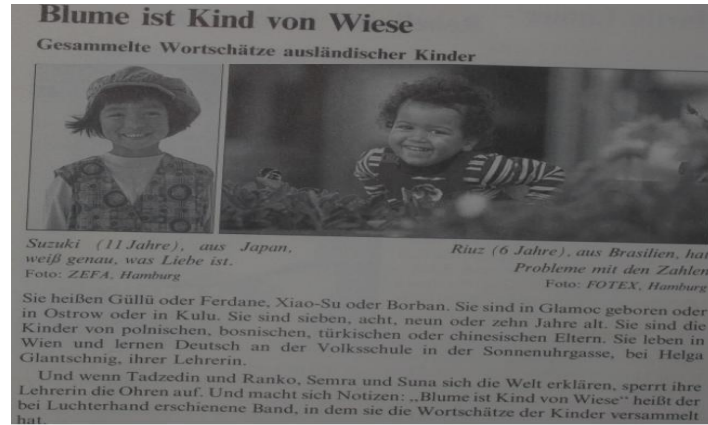 Blume ist Kind von Wiese
Gesammelte Wortschätze ausländischer Kinder
Suzuki (11 Jahre), aus Japan,
weiß genau, was Liebe ist.
Foto: ZEFA, Hamburg
Riuz (6 Jahre), aus Brasilien, hat
Probleme mit den Zahlen
Foto: FOTEX, Hamburg
Sie heißen Güllü oder Ferdane, Xiao-Su oder Borban. Sie sind in Glamoc geboren oder
in Ostrow oder in Kulu. Sie sind sieben, acht, neun oder zehn Jahre alt. Sie sind die
Kinder von polnischen, bosnischen, türkischen oder chinesischen Eltern. Sie leben in
Wien und lernen Deutsch an der Volksschule in der Sonnenuhrgasse, bei Helga
Glantschnig, ihrer Lehrerin.
Und wenn Tadzedin und Ranko, Semra und Suna sich die Welt erklären, sperrt ihre
Lehrerin die Ohren auf. Und macht sich Notizen: „Blume ist Kind von Wiese“ heißt der
bei Luchterhand erschienene Band, in dem sie die Wortschätze der Kinder versammelt
hat.